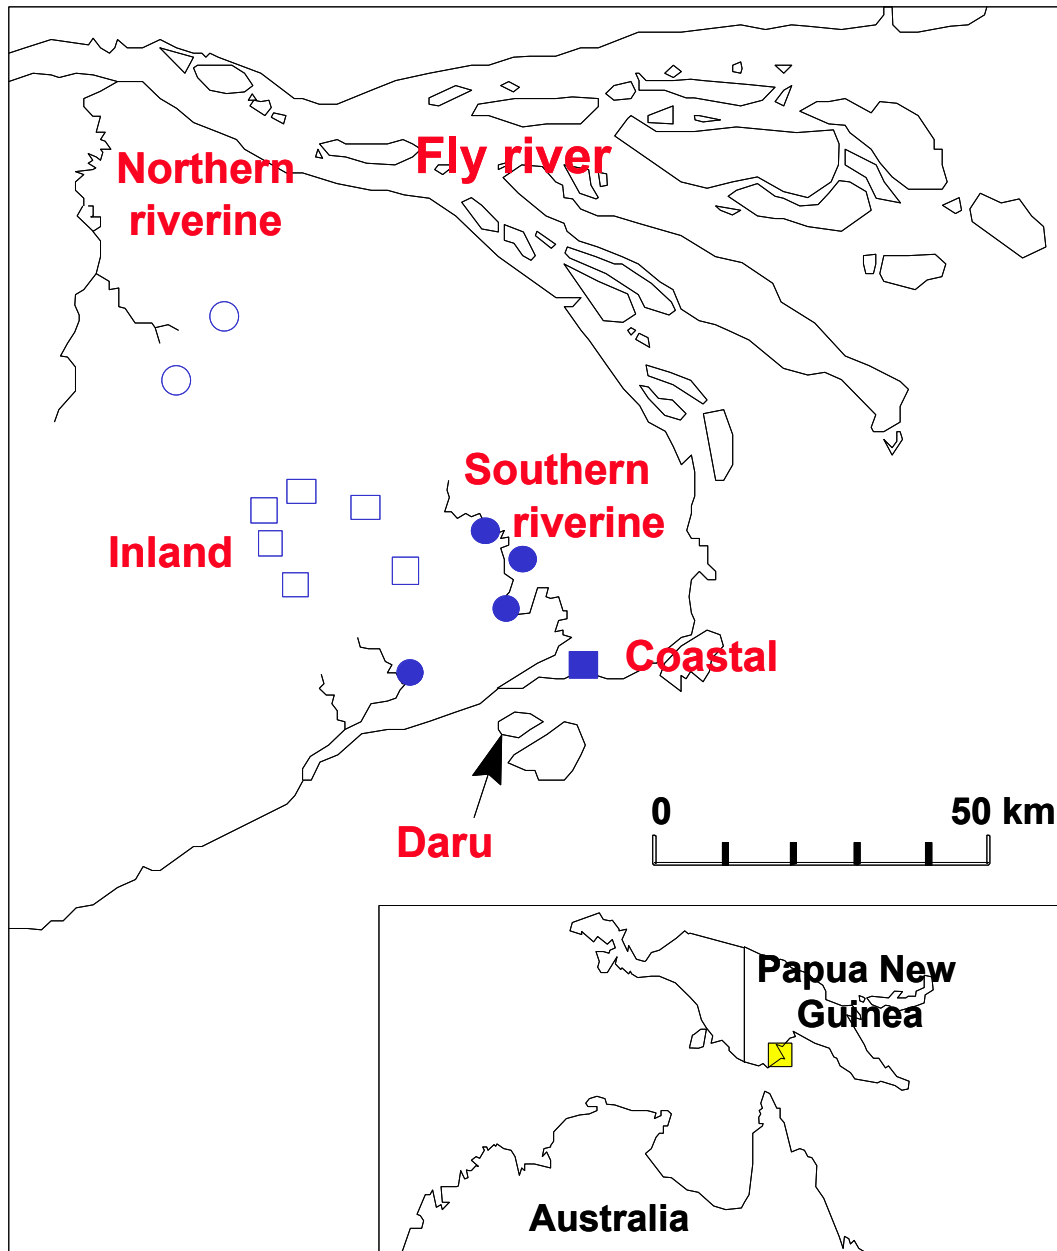 Fly river
Northern
riverine
Southern
riverine
Inland
Coastal
Daru
0 50 km
Papua New
Guinea
Australia